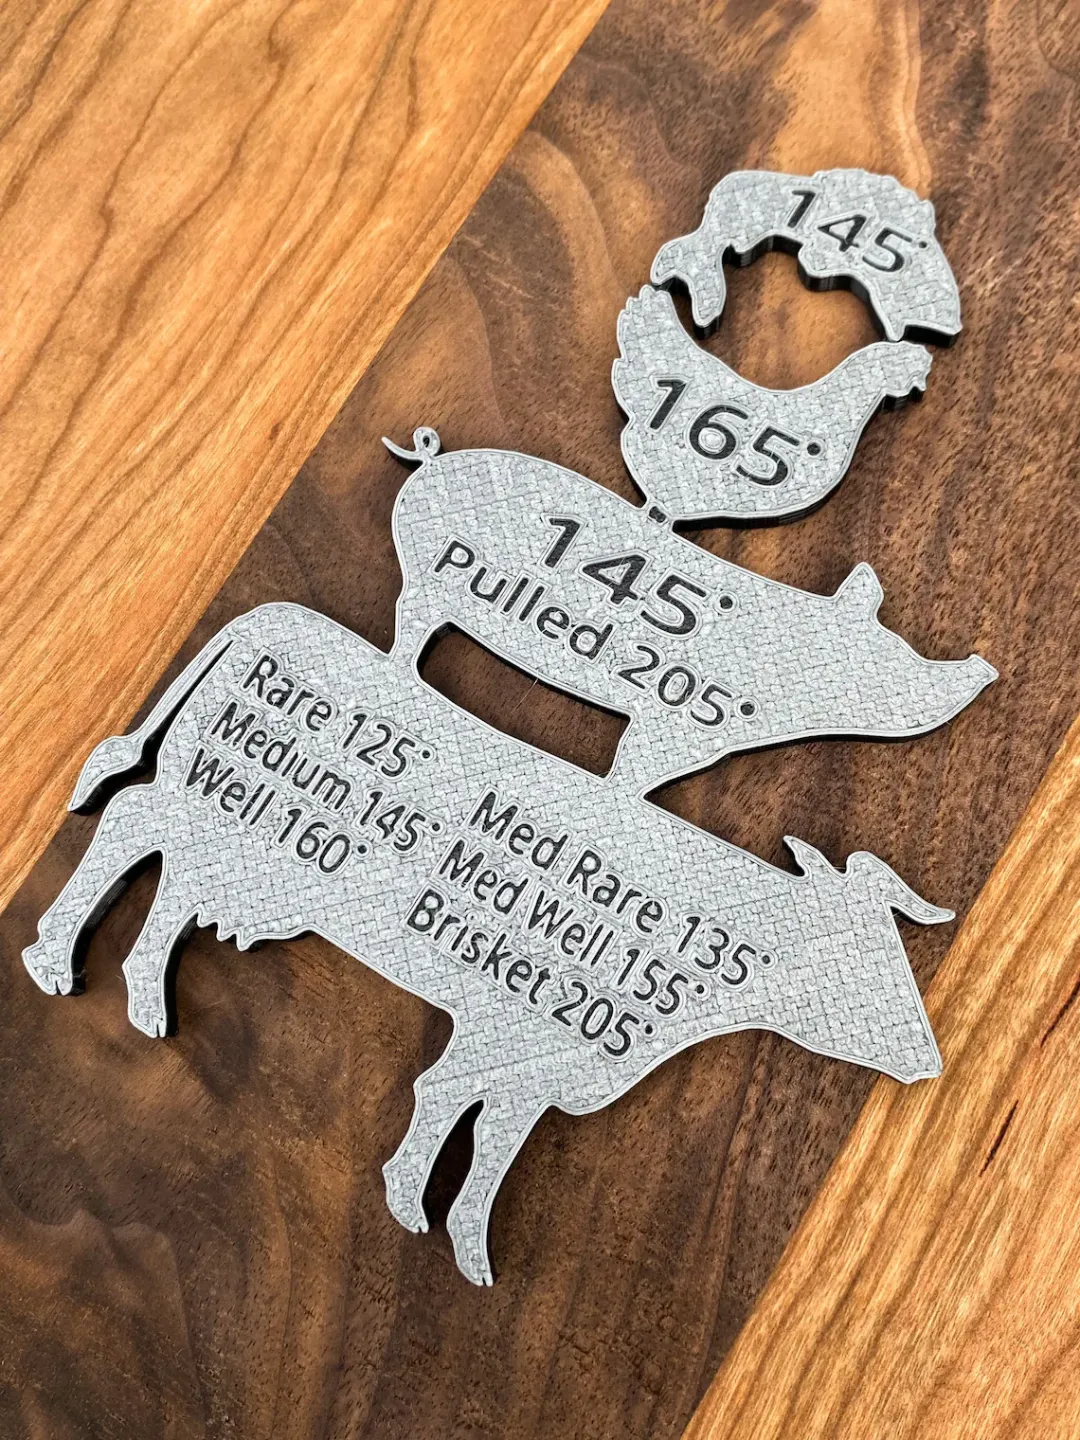 145°
165°
145°
Pulled 205°
Rare 125°
Medium 145°
Well 160°
Med Rare 135°
Med Well 155°
Brisket 205°